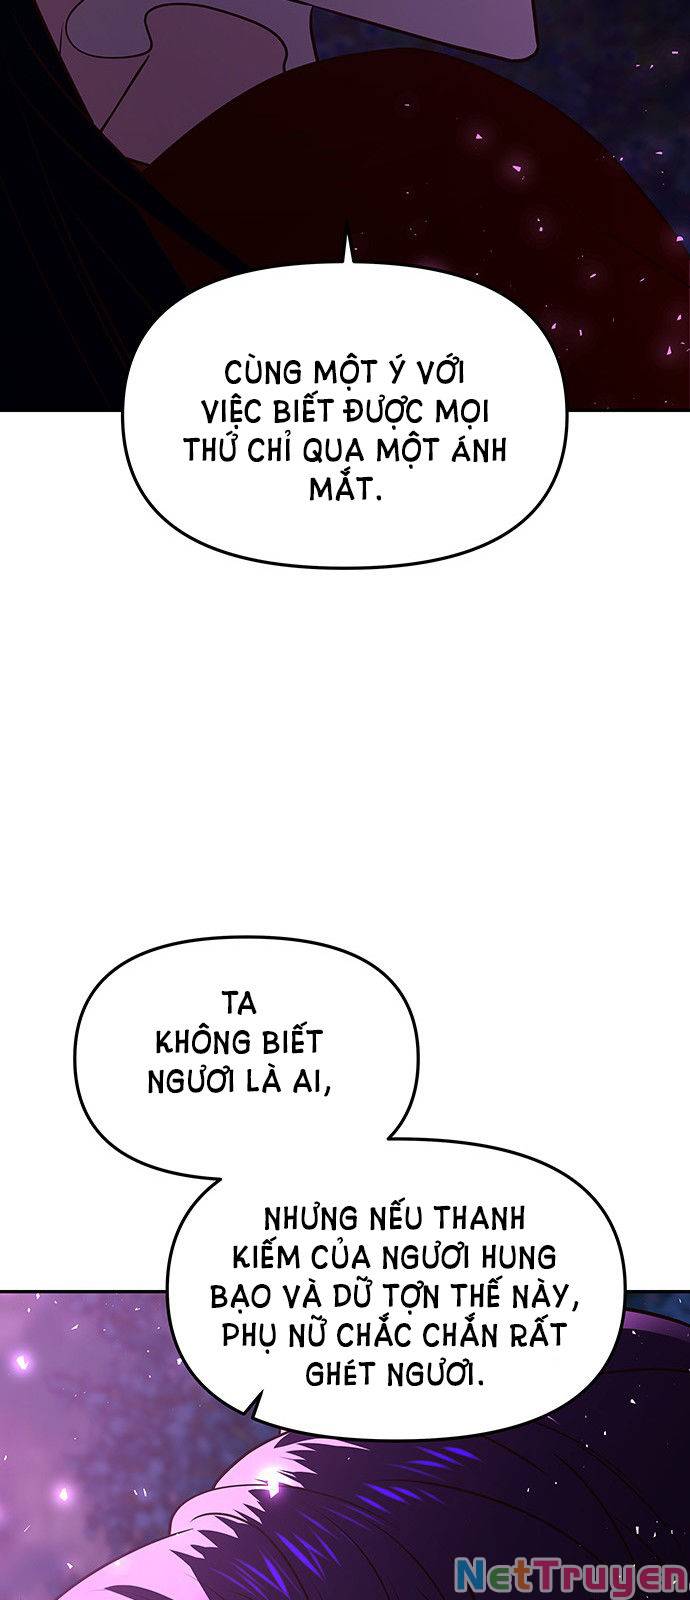 CÙNG MỘT Ý VỚI
VIỆC BIẾT ĐƯỢC MỌI
THỨ CHỈ QUA MỘT ÁNH
MẮT.
TA
KHÔNG BIẾT
NGƯƠI LÀ AI,
NHƯNG NẾU THANH
KIẾM CỦA NGƯƠI HUNG
BẠO VÀ DỮ TỢN THẾ NÀY,
PHỤ NỮ CHẮC CHẮN RẤT
GHÉT NGƯƠI.
NetTruyen